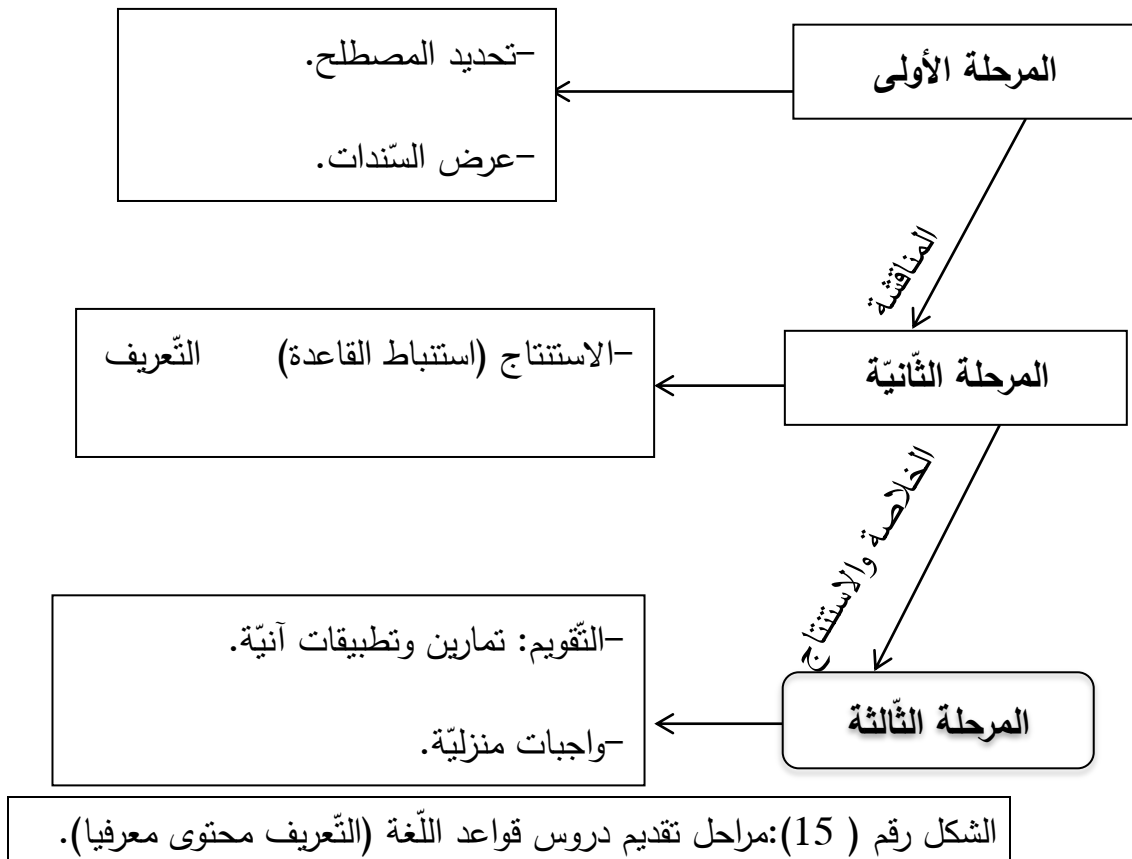 المرحلة الأولى
–تحديد المصطلح.
–عرض السّندات.
المناقشة
المرحلة الثّانيّة
–الاستنتاج (استنباط القاعدة) التّعريف
الخلاصة والاستنتاج
المرحلة الثّالثة
–التّقويم: تمارين وتطبيقات آنيّة.
–واجبات منزليّة.
الشكل رقم ( 15):مراحل تقديم دروس قواعد اللّغة (التّعريف محتوى معرفيا).